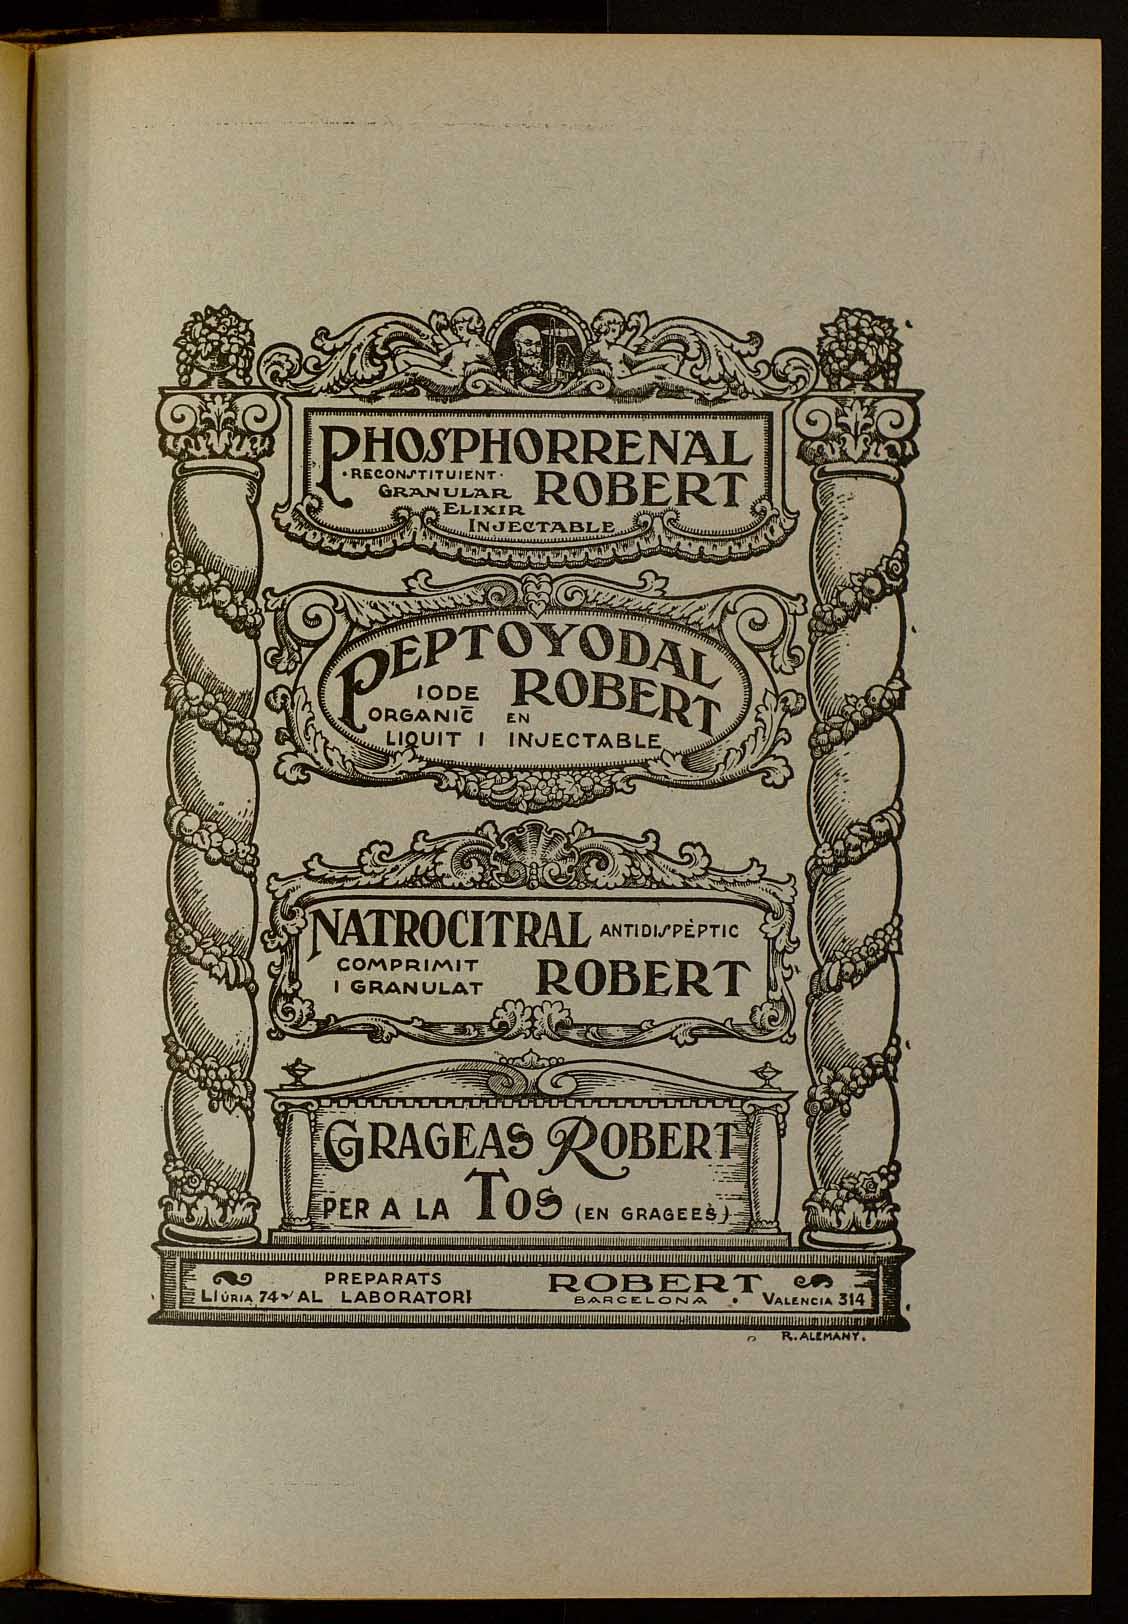 PHOSPHORRENAL
·RECONSTITUIENT·
GRANULAR ROBERT
ELIXIR
INJECTABLE
PEPTOYODAL
IODE ROBERT
ORGANIC EN
LIQUIT I INJECTABLE
NATROCITRAL ANTIDISPÈPTIC
COMPRIMIT ROBERT
I GRANULAT
GRAGEAS ROBERT
PER A LA TOS (EN GRAGEES)
PREPARATS ROBERT
LLÚRIA, 74 AL LABORATORI BARCELONA • VALENCIA 314
R. ALEMANY.